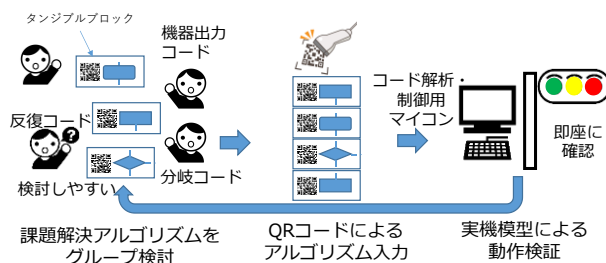 タンジブルブロック
機器出力
コード
反復コード
検討しやすい
分岐コード
課題解決アルゴリズムを
グループ検討
QRコードによる
アルゴリズム入力
コード解析・
制御用
マイコン
即座に
確認
実機模型による
動作検証
?